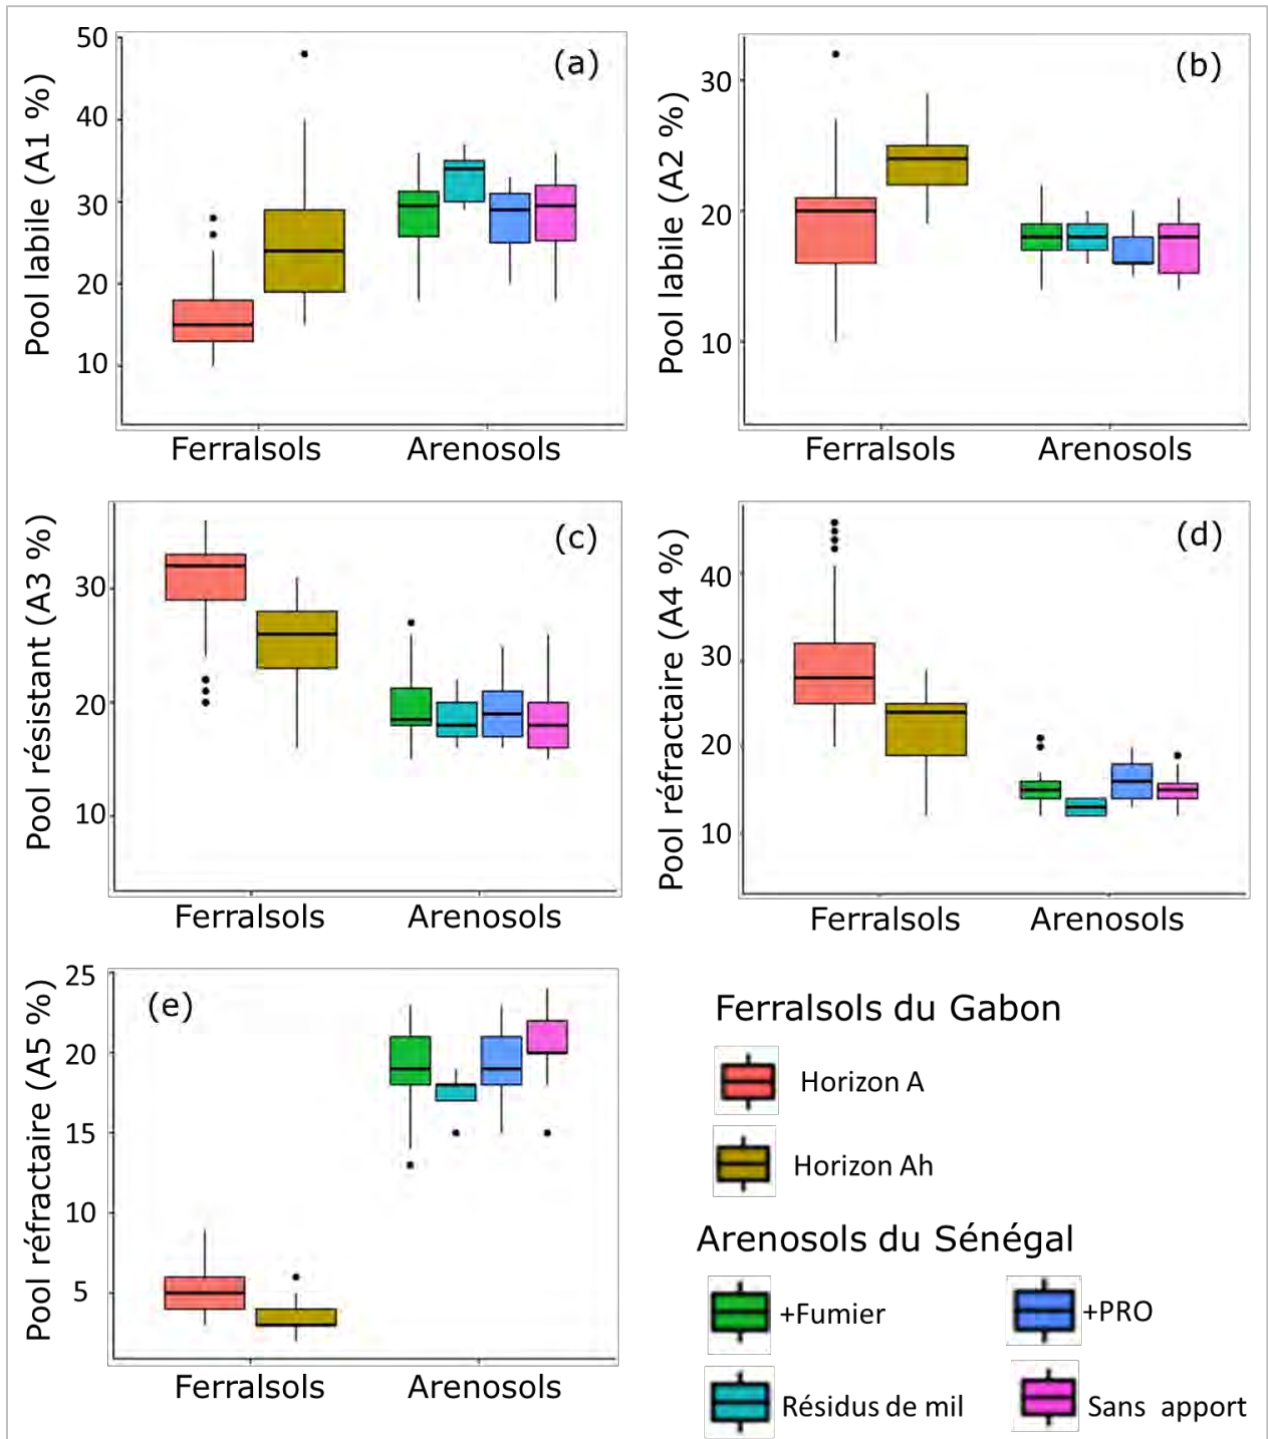 (a)
Pool labile (A1 %)
50
40
30
20
10
Ferralsols
Arenosols
(b)
Pool labile (A2 %)
30
20
10
Ferralsols
Arenosols
(c)
Pool résistant (A3 %)
30
20
10
Ferralsols
Arenosols
(d)
Pool réfractaire (A4 %)
40
30
20
10
Ferralsols
Arenosols
(e)
Pool réfractaire (A5 %)
25
20
15
10
5
Ferralsols
Arenosols
Ferralsols du Gabon
Horizon A
Horizon Ah
Arenosols du Sénégal
+Fumier
+PRO
Résidus de mil
Sans apport